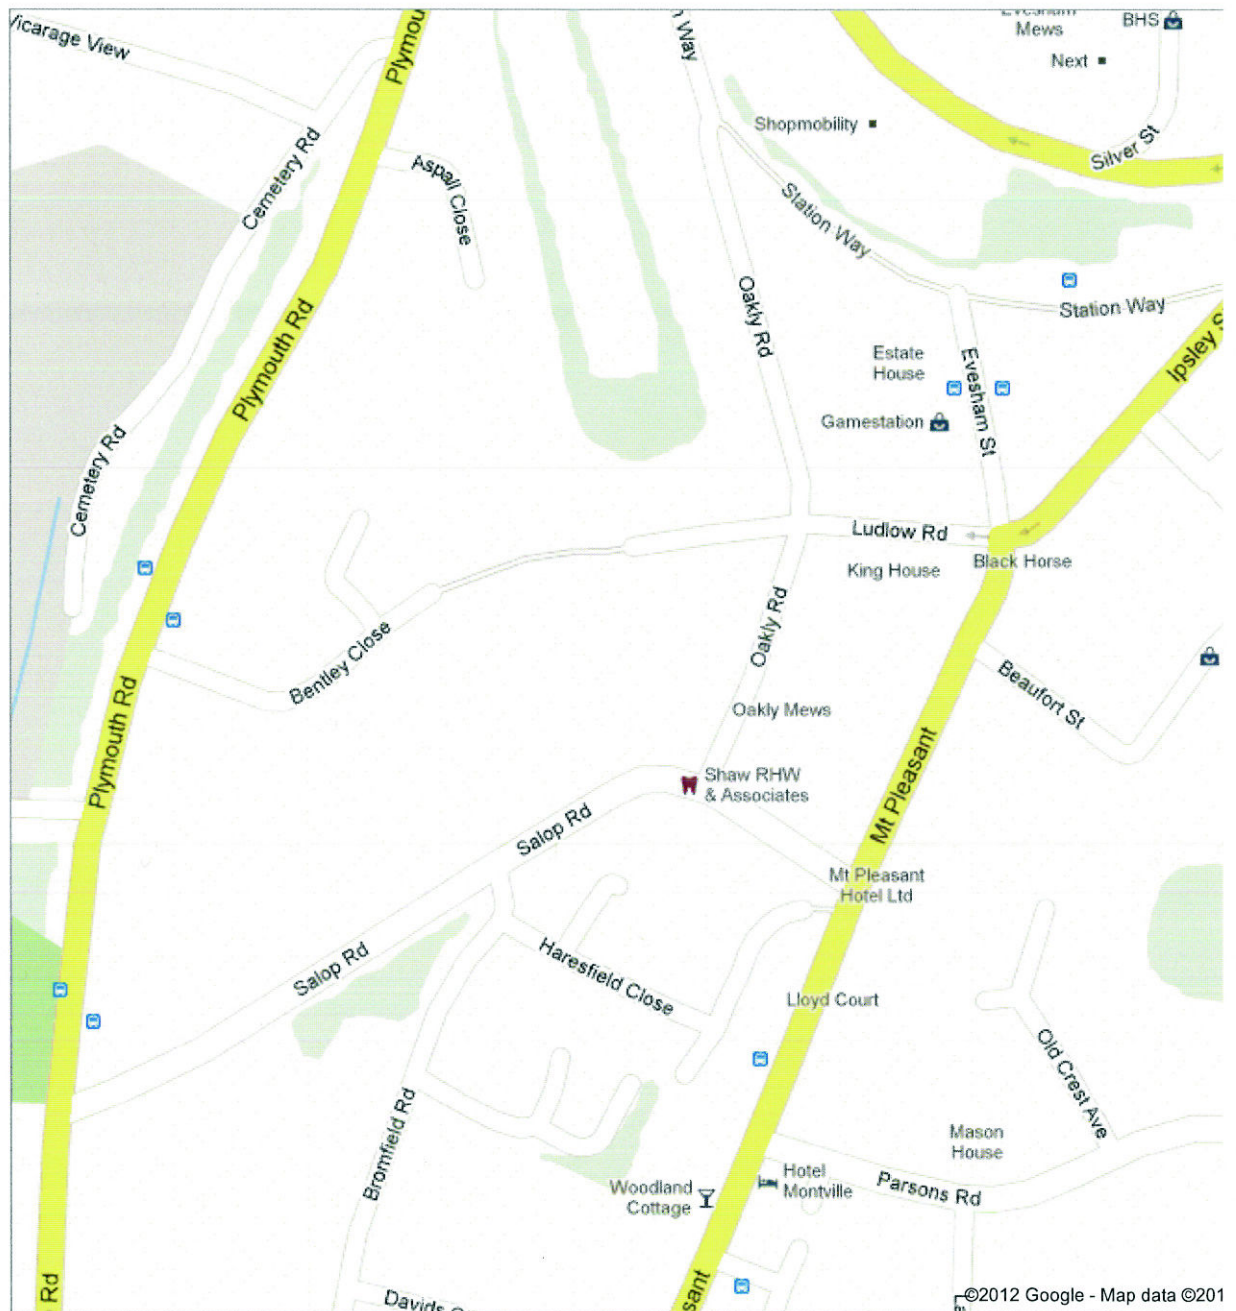 Vicarage View
Plymou
n Way
Evesham
Mews
BHS
Next
Shopmobility
Silver St
Cemetery Rd
Aspall Close
Station Way
Station Way
Oakly Rd
Plymouth Rd
Estate
House
Evesham St
Ipsley S
Gamestation
Cemetery Rd
Ludlow Rd
King House
Black Horse
Oakly Rd
Bentley Close
Beaufort St
Plymouth Rd
Oakly Mews
Mt Pleasant
Shaw RHW
& Associates
Salop Rd
Mt Pleasant
Hotel Ltd
Salop Rd
Haresfield Close
Lloyd Court
Old Crest Ave
Bromfield Rd
Mason
House
Hotel
Montville
Parsons Rd
Woodland
Cottage
Rd
Davids
sant
©2012 Google - Map data ©201